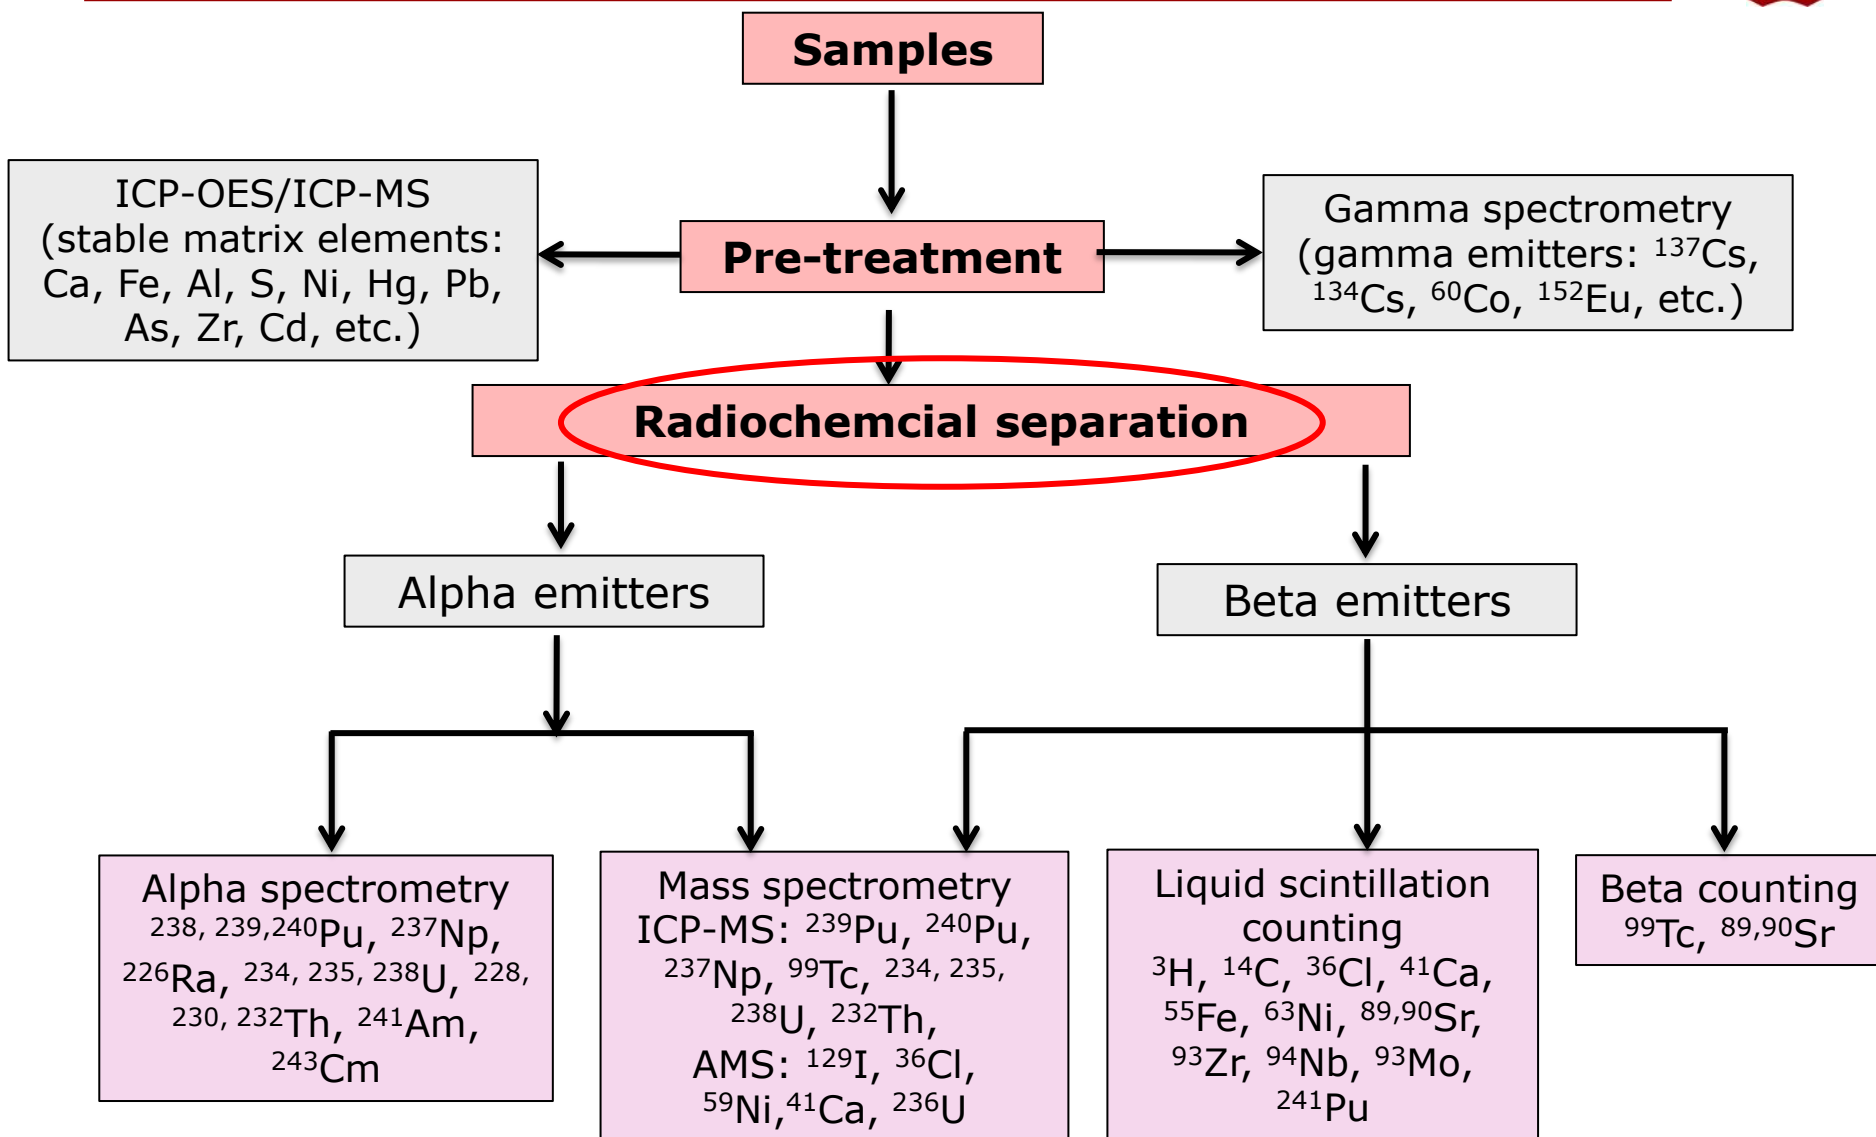 Samples
ICP-OES/ICP-MS
(stable matrix elements:
Ca, Fe, Al, S, Ni, Hg, Pb,
As, Zr, Cd, etc.)
Pre-treatment
Gamma spectrometry
(gamma emitters: ¹³⁷Cs,
¹³⁴Cs, ⁶⁰Co, ¹⁵²Eu, etc.)
Radiochemcial separation
Alpha emitters
Beta emitters
Alpha spectrometry
²³⁸, ²³⁹,²⁴⁰Pu, ²³⁷Np,
²²⁶Ra, ²³⁴, ²³⁵, ²³⁸U, ²²⁸,
²³⁰, ²³²Th, ²⁴¹Am,
²⁴³Cm
Mass spectrometry
ICP-MS: ²³⁹Pu, ²⁴⁰Pu,
²³⁷Np, ⁹⁹Tc, ²³⁴, ²³⁵,
²³⁸U, ²³²Th,
AMS: ¹²⁹I, ³⁶Cl,
⁵⁹Ni,⁴¹Ca, ²³⁶U
Liquid scintillation
counting
³H, ¹⁴C, ³⁶Cl, ⁴¹Ca,
⁵⁵Fe, ⁶³Ni, ⁸⁹,⁹⁰Sr,
⁹³Zr, ⁹⁴Nb, ⁹³Mo,
²⁴¹Pu
Beta counting
⁹⁹Tc, ⁸⁹,⁹⁰Sr